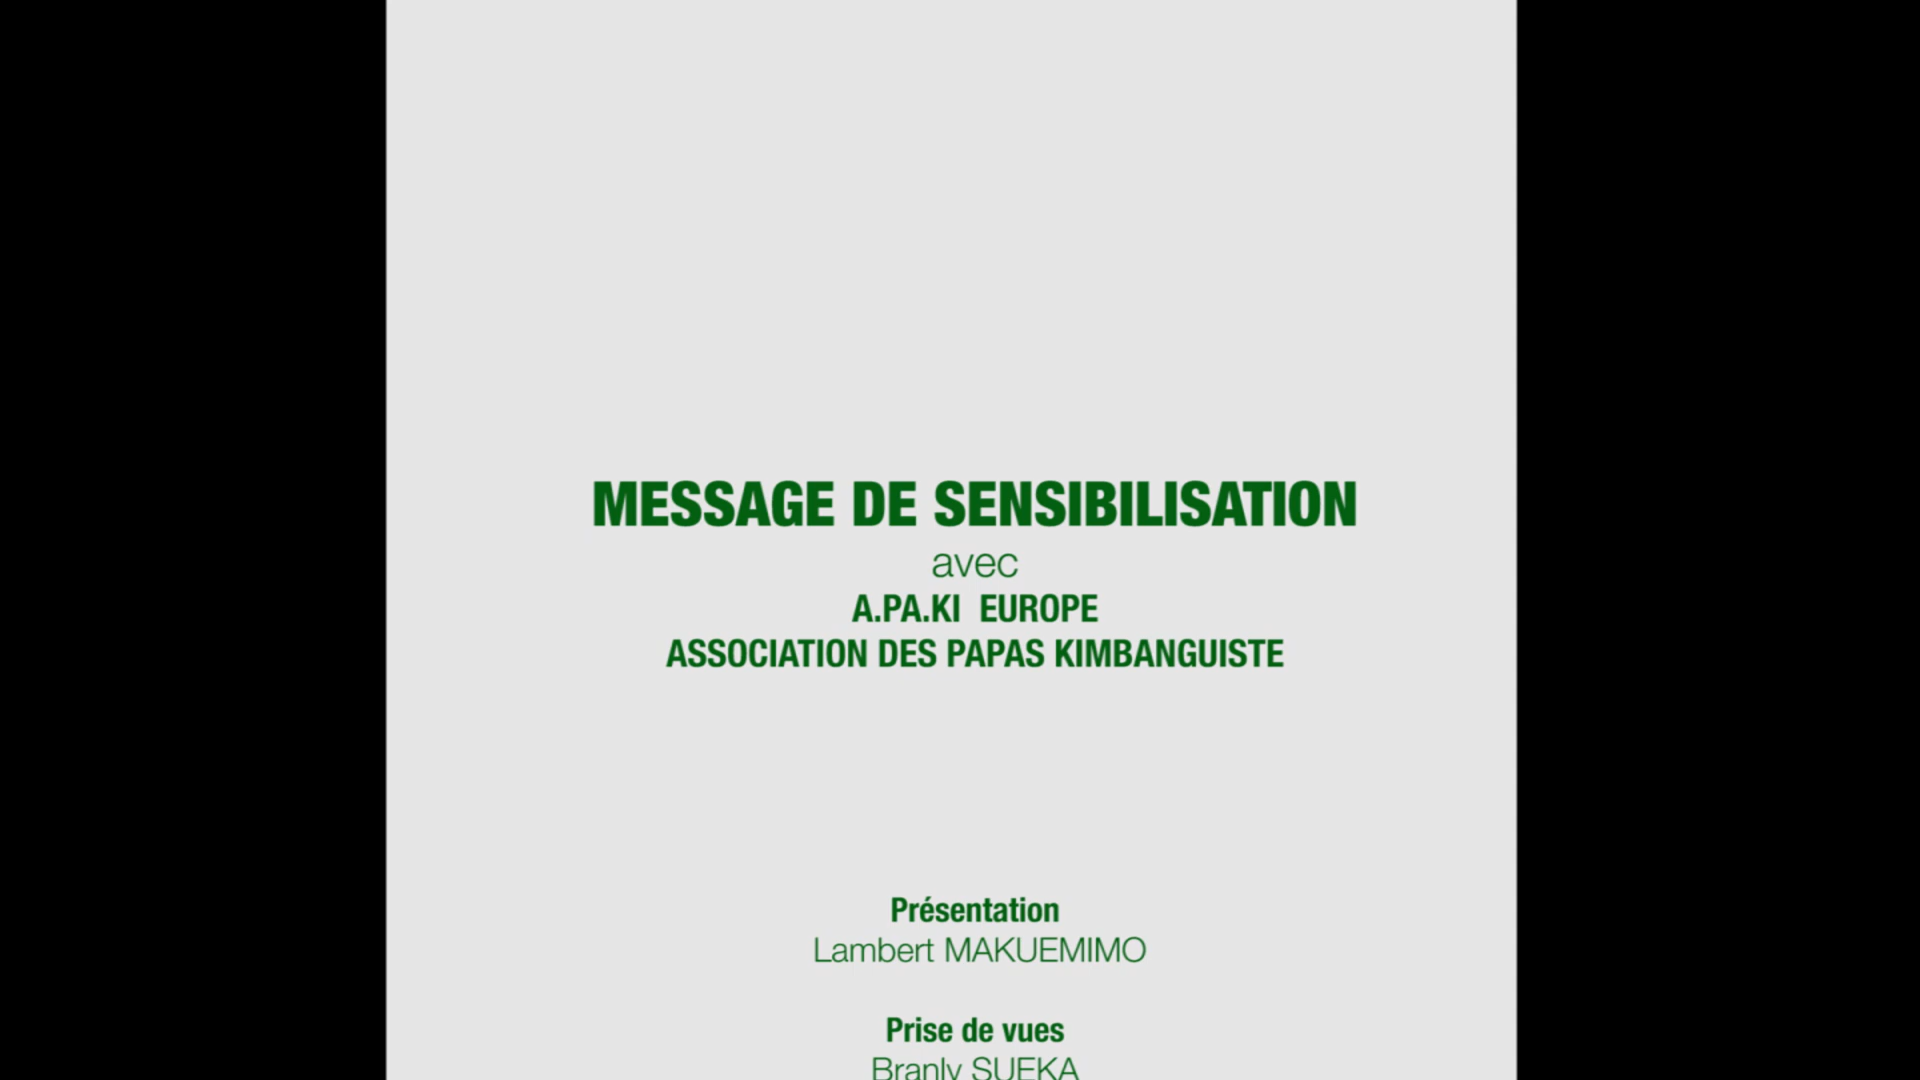 MESSAGE DE SENSIBILISATION
avec
A.PA.KI  EUROPE
ASSOCIATION DES PAPAS KIMBANGUISTE
Présentation
Lambert MAKUEMIMO
Prise de vues
Branly SUEKA